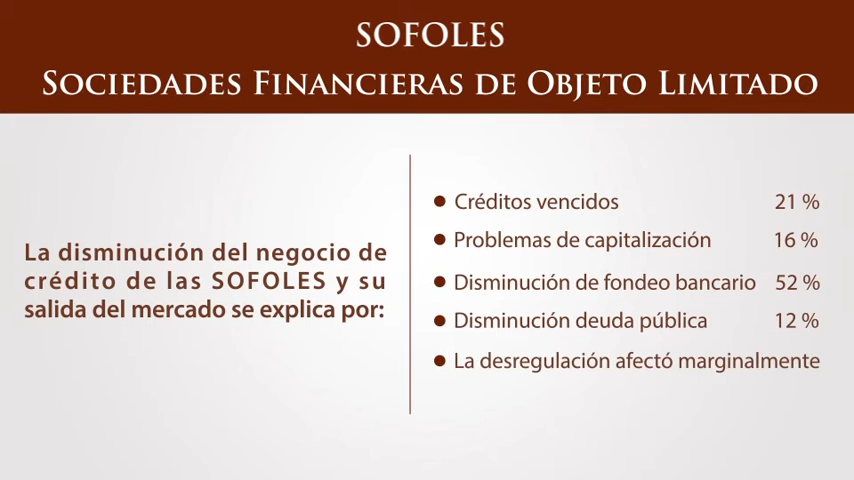 SOFOLES
SOCIEDADES FINANCIERAS DE OBJETO LIMITADO
La disminución del negocio de
crédito de las SOFOLES y su
salida del mercado se explica por:
● Créditos vencidos 21 %
● Problemas de capitalización 16 %
● Disminución de fondeo bancario 52 %
● Disminución deuda pública 12 %
● La desregulación afectó marginalmente